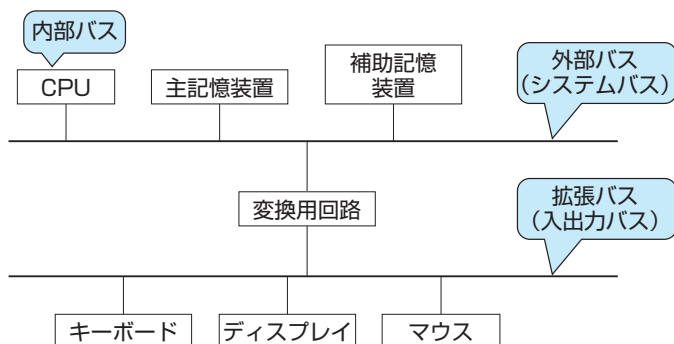 内部バス
CPU
主記憶装置
補助記憶
装置
外部バス
(システムバス)
変換用回路
拡張バス
(入出力バス)
キーボード
ディスプレイ
マウス